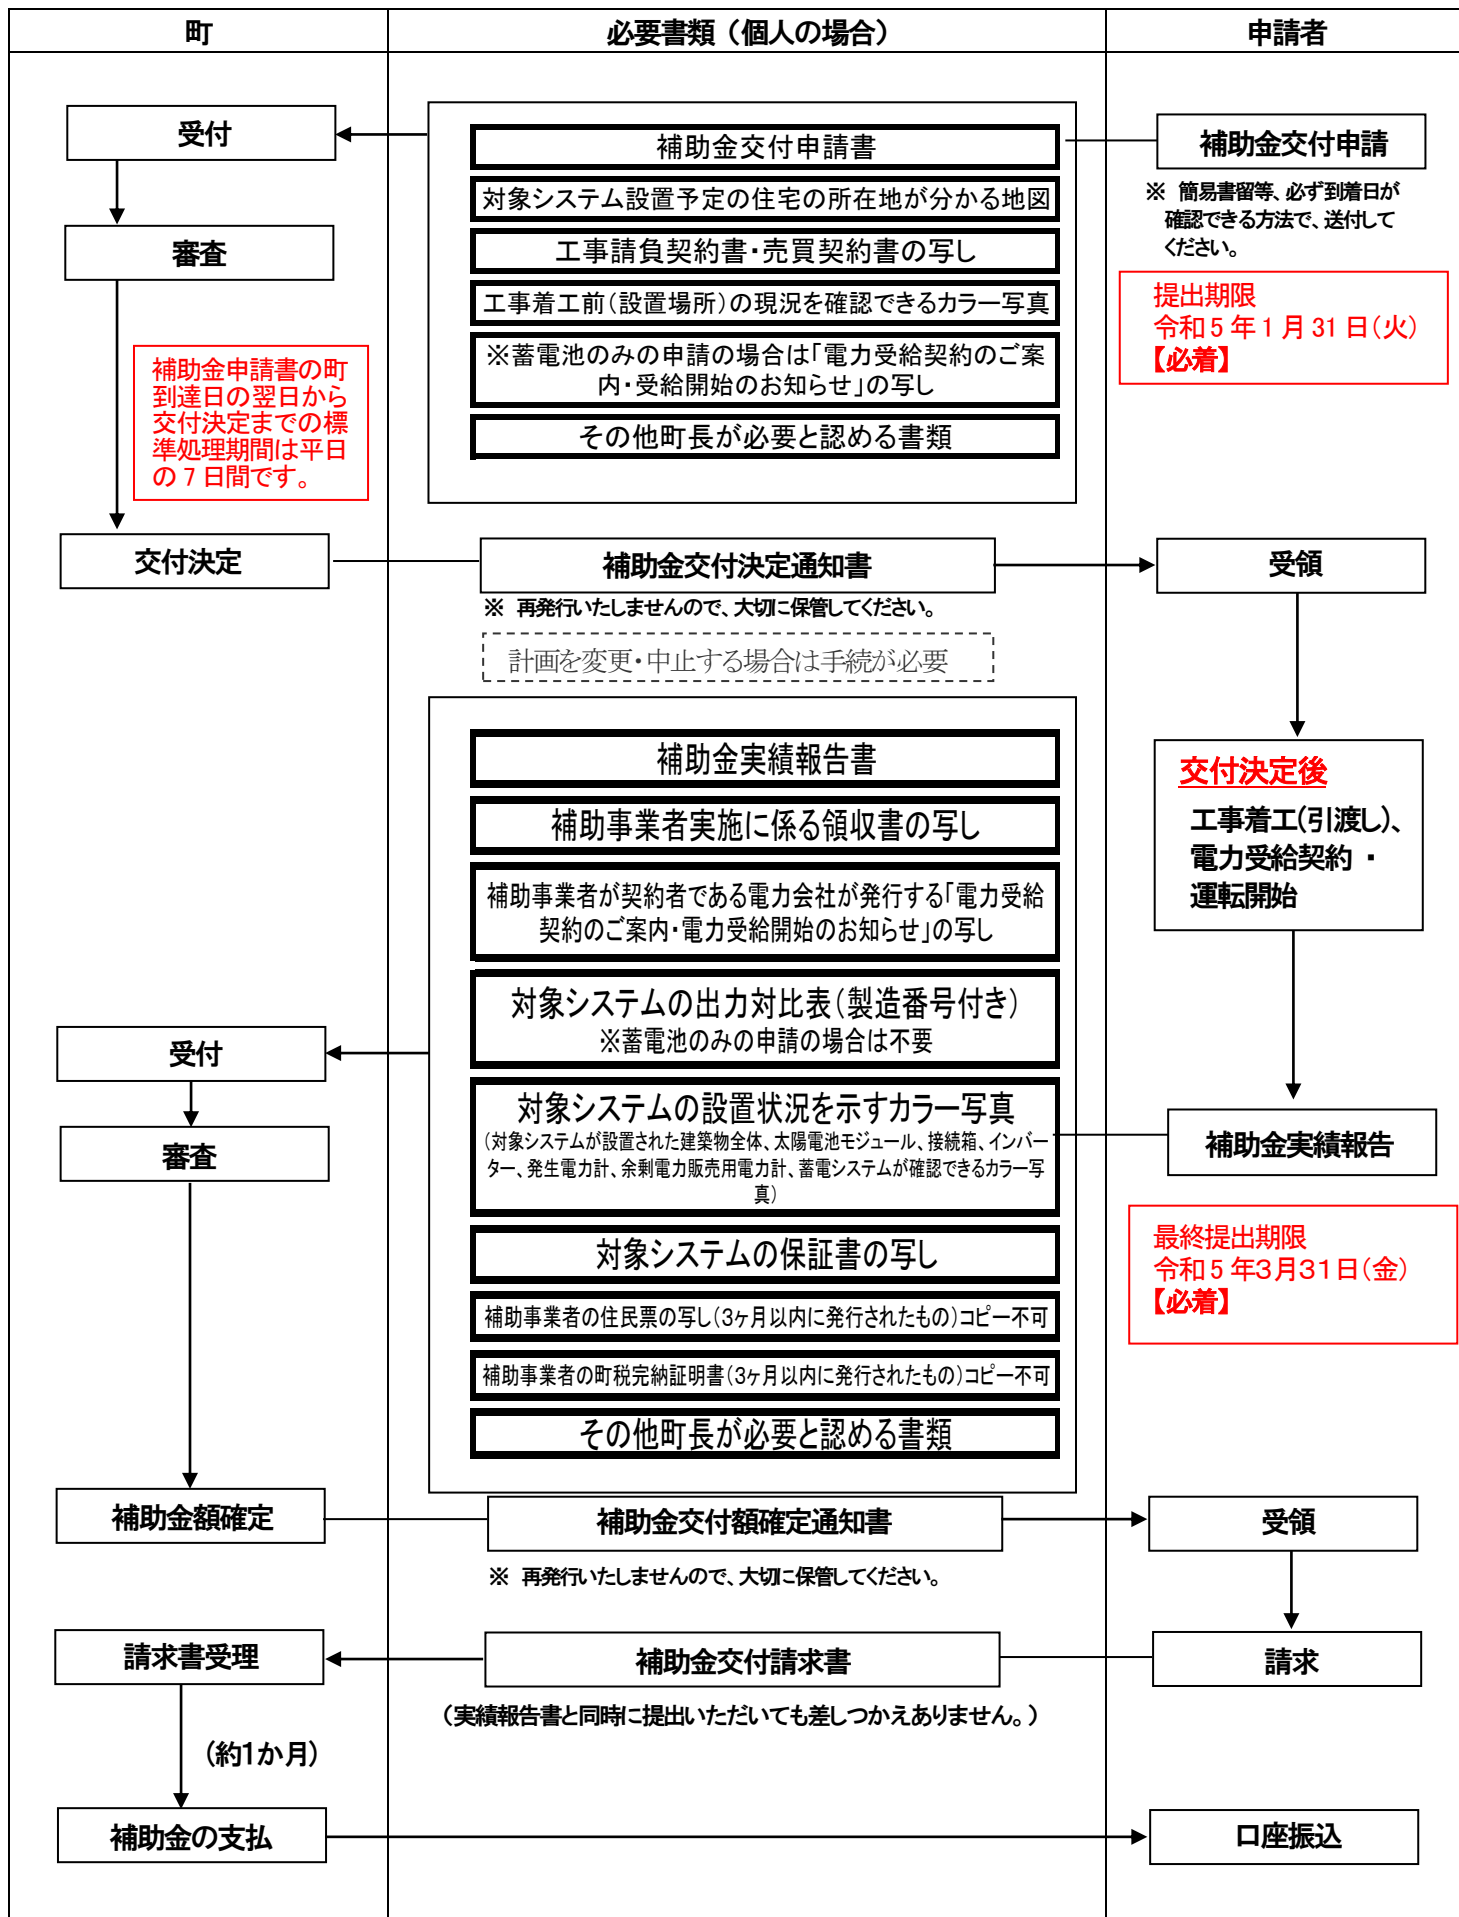 町
必要書類（個人の場合）
申請者
受付
補助金交付申請書
補助金交付申請
対象システム設置予定の住宅の所在地が分かる地図
※ 簡易書留等、必ず到着日が
確認できる方法で、送付して
ください。
審査
工事請負契約書・売買契約書の写し
工事着工前（設置場所）の現況を確認できるカラー写真
提出期限
令和５年１月31日（火）
【必着】
※蓄電池のみの申請の場合は「電力受給契約のご案
内・受給開始のお知らせ」の写し
補助金申請書の町
到達日の翌日から
交付決定までの標
準処理期間は平日
の７日間です。
その他町長が必要と認める書類
交付決定
補助金交付決定通知書
受領
※ 再発行いたしませんので、大切に保管してください。
計画を変更・中止する場合は手続が必要
補助金実績報告書
交付決定後
工事着工(引渡し)、
電力受給契約 ・
運転開始
補助事業者実施に係る領収書の写し
補助事業者が契約者である電力会社が発行する「電力受給
契約のご案内・電力受給開始のお知らせ」の写し
対象システムの出力対比表（製造番号付き）
※蓄電池のみの申請の場合は不要
受付
対象システムの設置状況を示すカラー写真
（対象システムが設置された建築物全体、太陽電池モジュール、接続箱、インバー
ター、発生電力計、余剰電力販売用電力計、蓄電システムが確認できるカラー写
真）
審査
補助金実績報告
対象システムの保証書の写し
最終提出期限
令和５年３月３１日（金）
【必着】
補助事業者の住民票の写し（3ヶ月以内に発行されたもの）コピー不可
補助事業者の町税完納証明書（3ヶ月以内に発行されたもの）コピー不可
その他町長が必要と認める書類
補助金額確定
補助金交付額確定通知書
受領
※ 再発行いたしませんので、大切に保管してください。
請求書受理
補助金交付請求書
請求
（実績報告書と同時に提出いただいても差しつかえありません。）
（約１か月）
補助金の支払
口座振込